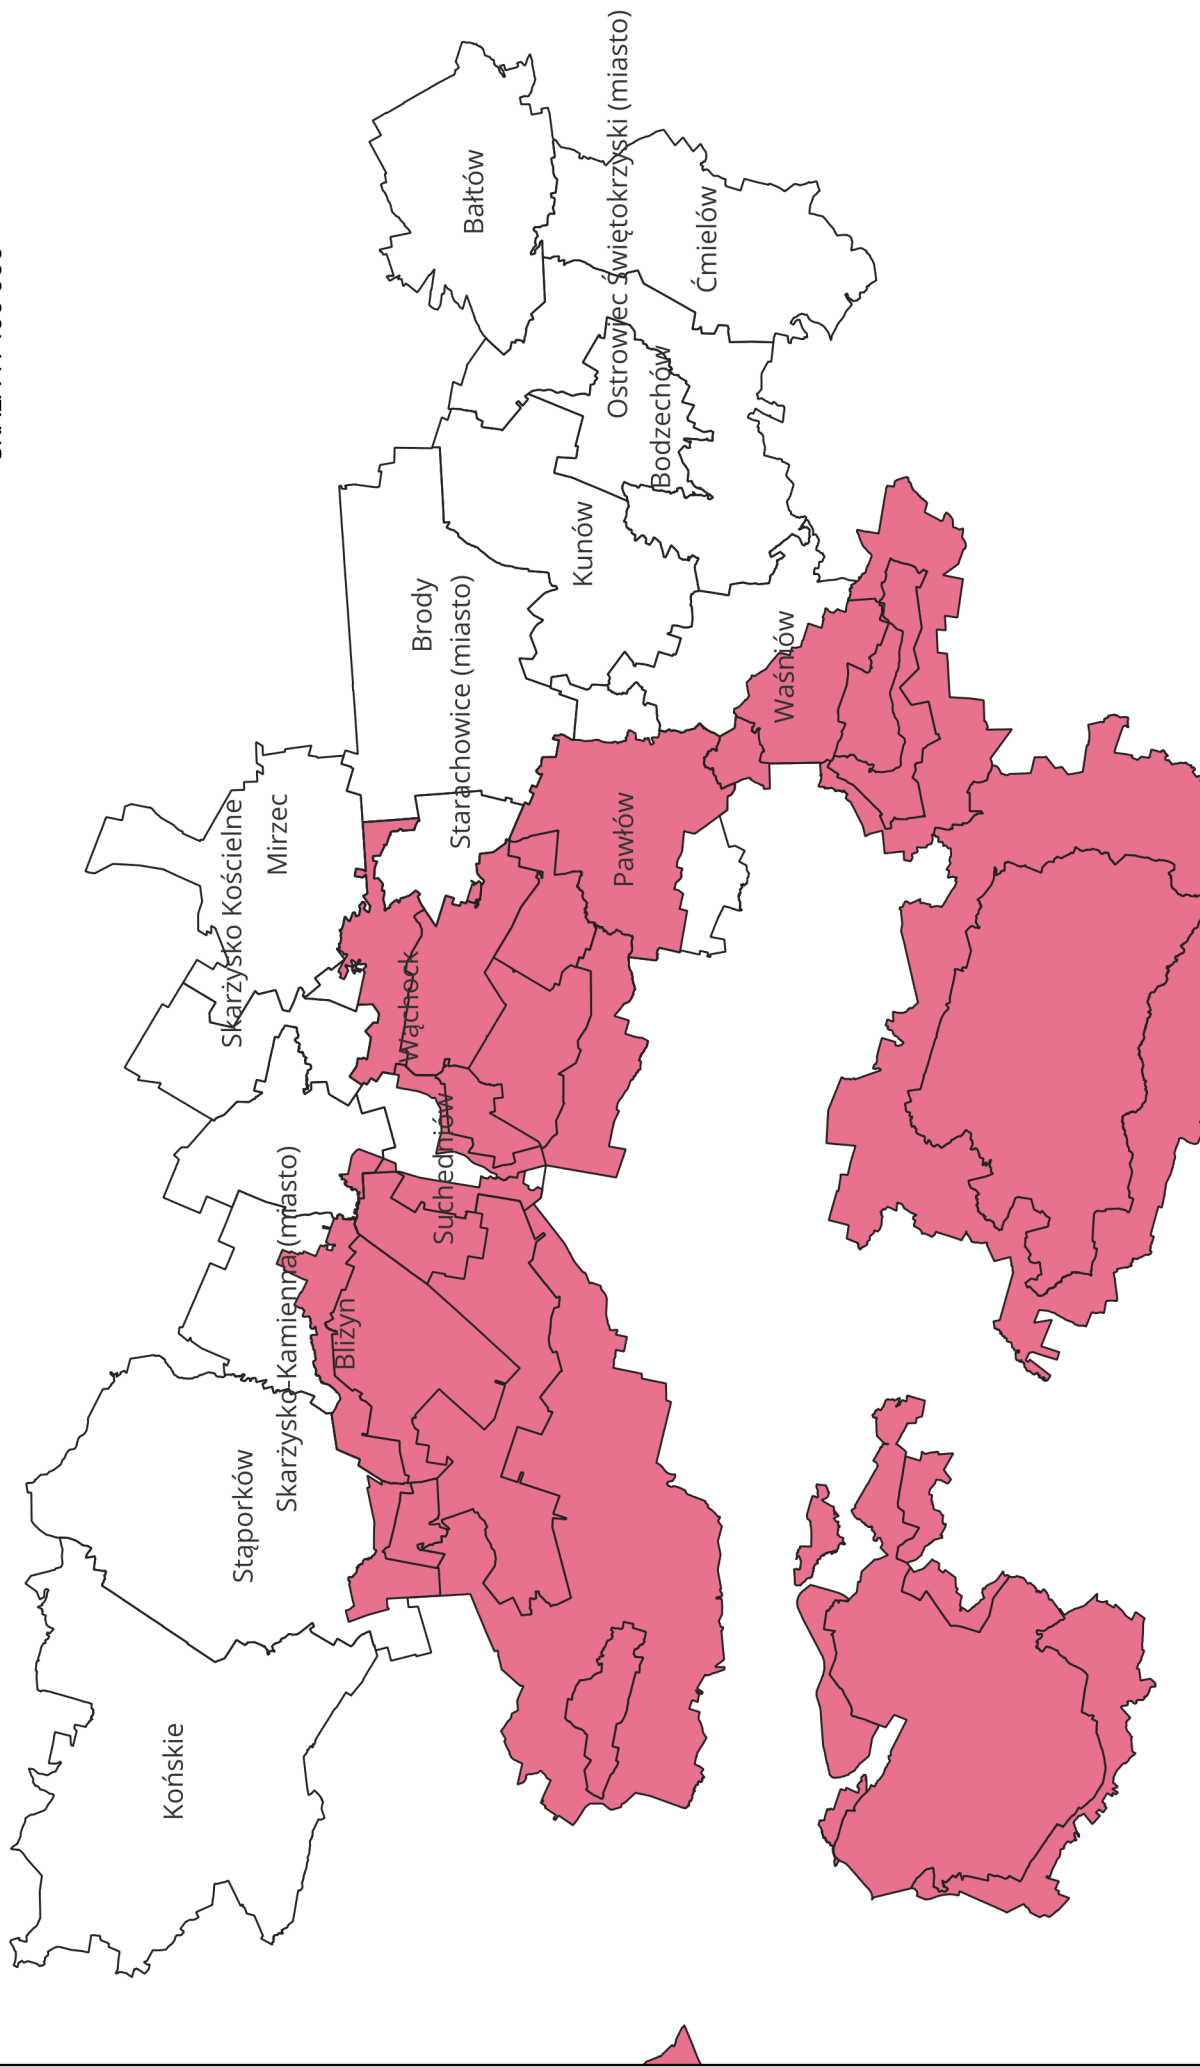 Końskie
Stąporków
Skarżysko-Kamienna (miasto)
Skarżysko Kościelne
Mirzec
Bliżyn
Suchedniów
Wąchock
Starachowice (miasto)
Brody
Pawłów
Kunów
Waśniów
Bodzechów
Ostrowiec Świętokrzyski (miasto)
Bałtów
Ćmielów